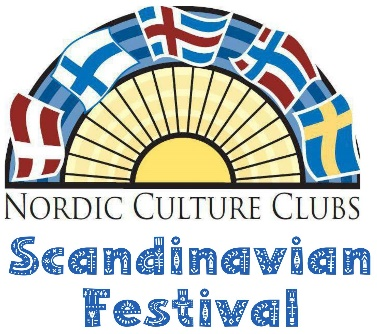 NORDIC CULTURE CLUBS
Scandinavian
Festival